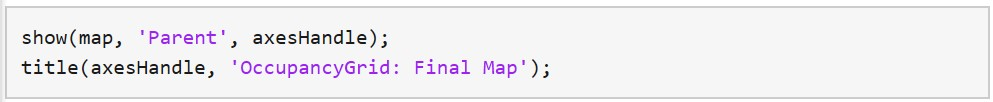 show(map, 'Parent', axesHandle);
title(axesHandle, 'OccupancyGrid: Final Map');